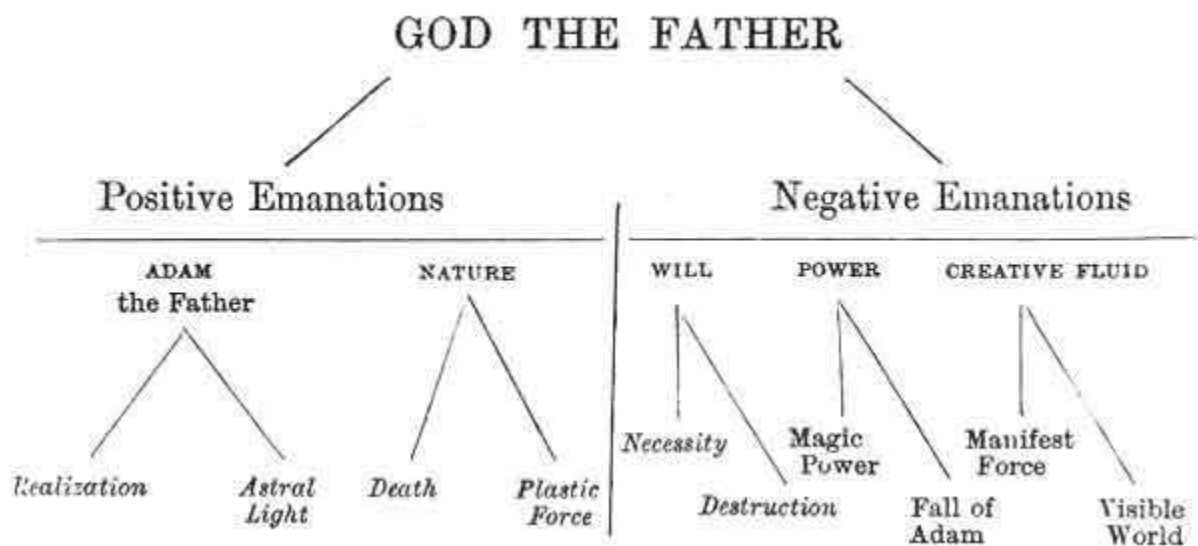 GOD THE FATHER
Positive Emanations
Negative Emanations
ADAM
the Father
NATURE
WILL
POWER
CREATIVE FLUID
Realization
Astral
Light
Death
Plastic
Force
Necessity
Destruction
Magic
Power
Fall of
Adam
Manifest
Force
Visible
World